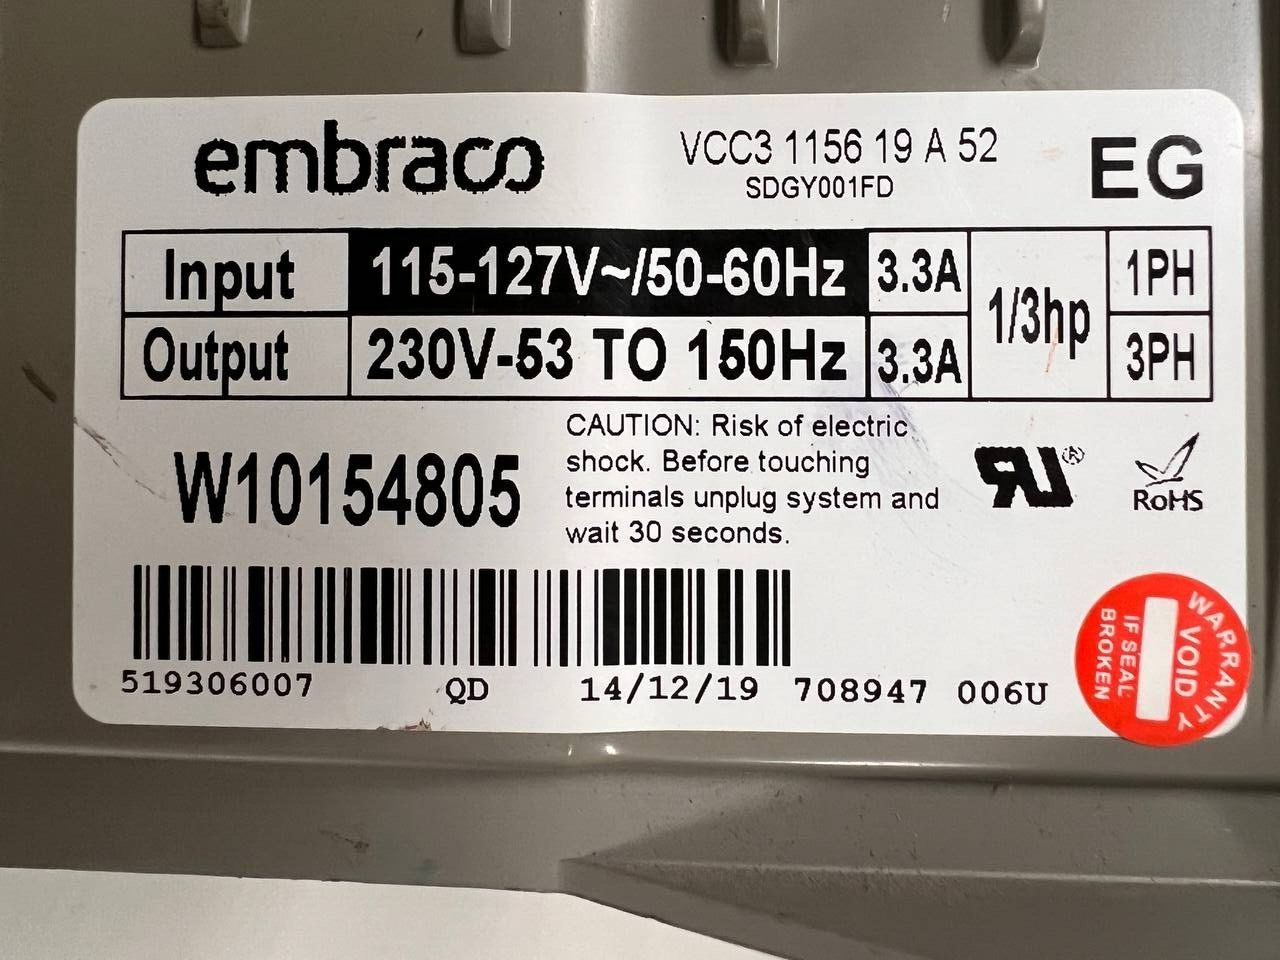 embraco
VCC3 1156 19 A 52
SDGY001FD
EG
Input 115-127V~/50-60Hz 3.3A 1/3hp 1PH
Output 230V-53 TO 150Hz 3.3A 3PH
W10154805
CAUTION: Risk of electric
shock. Before touching
terminals unplug system and
wait 30 seconds.
RU®
RoHS
519306007 QD 14/12/19 708947 006U
WARRANTY
VOID
IF SEAL
BROKEN